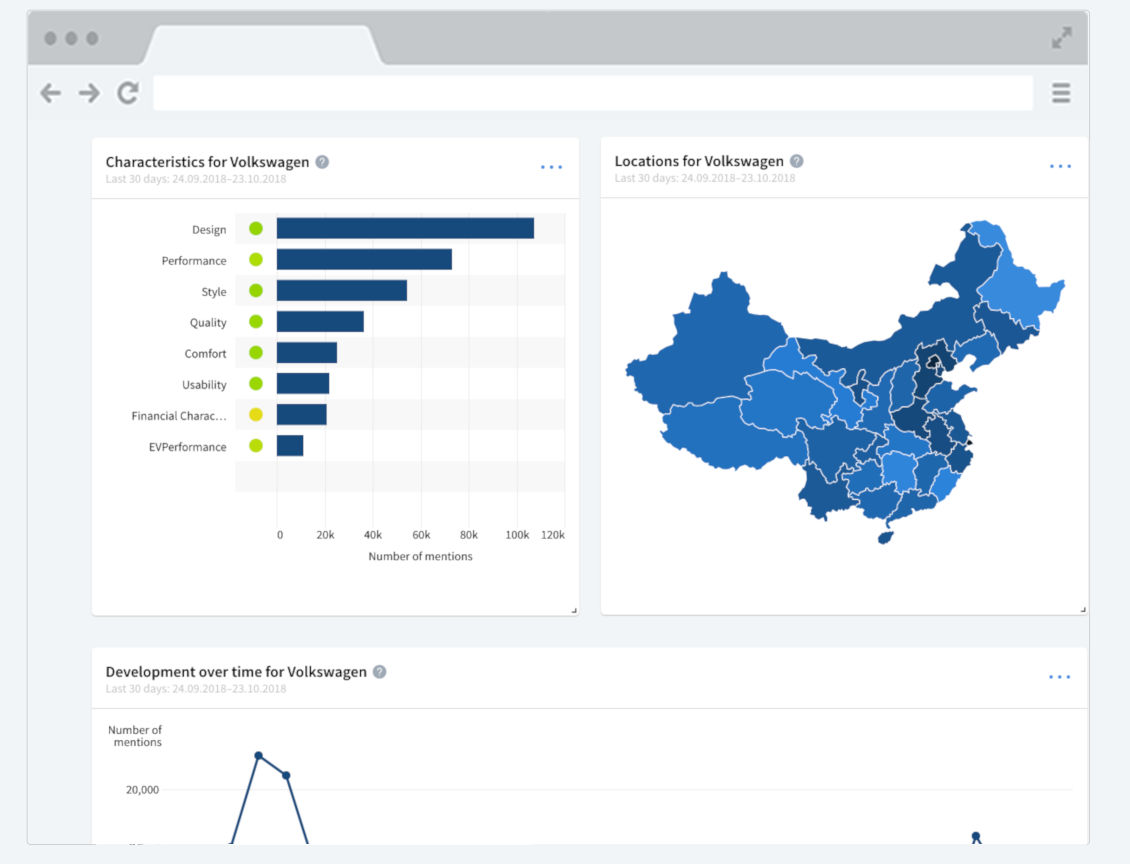 Characteristics for Volkswagen ?
Last 30 days: 24.09.2018–23.10.2018
Design
Performance
Style
Quality
Comfort
Usability
Financial Charac...
EVPerformance
0 20k 40k 60k 80k 100k 120k
Number of mentions
Locations for Volkswagen ?
Last 30 days: 24.09.2018–23.10.2018
Development over time for Volkswagen ?
Last 30 days: 24.09.2018–23.10.2018
Number of
mentions
20,000